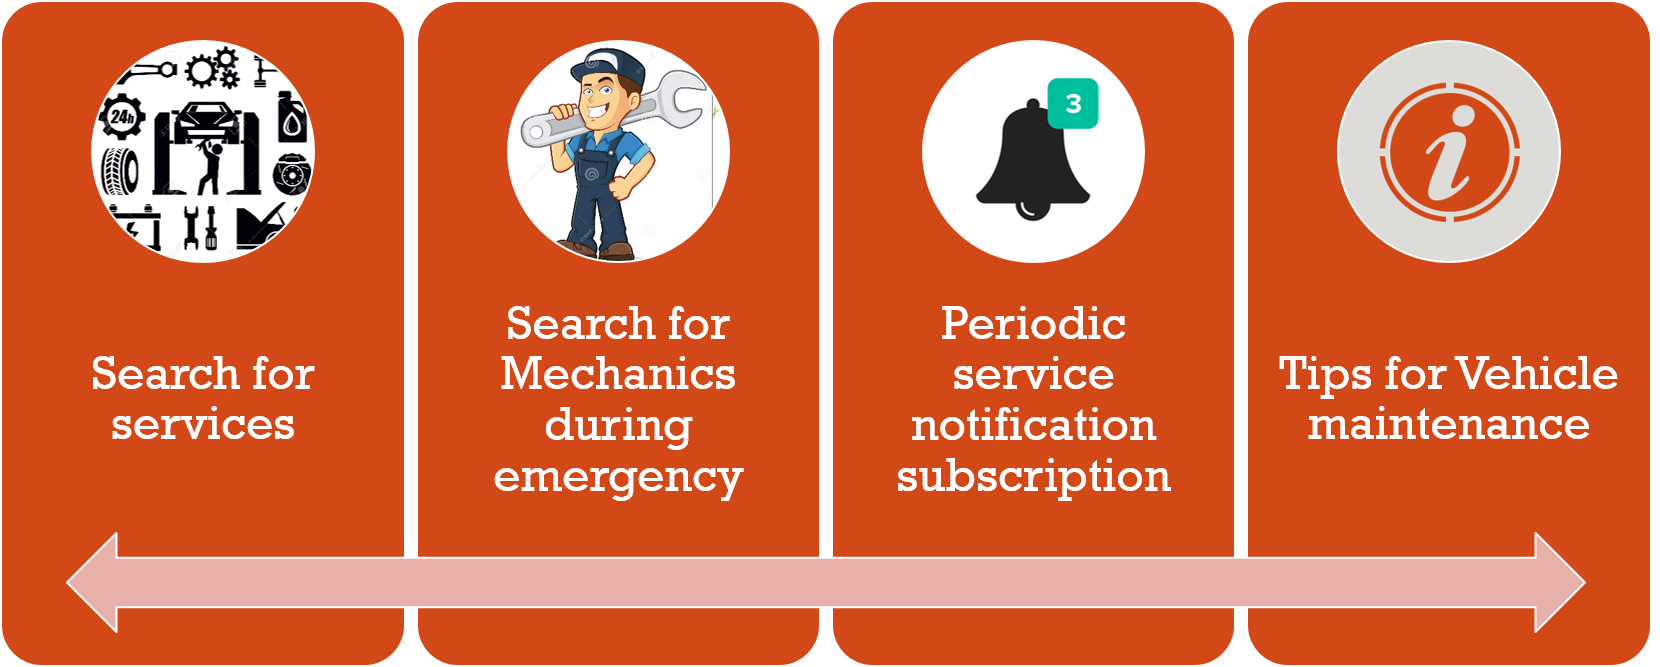 24h
3
Search for
services
Search for
Mechanics
during
emergency
Periodic
service
notification
subscription
Tips for Vehicle
maintenance